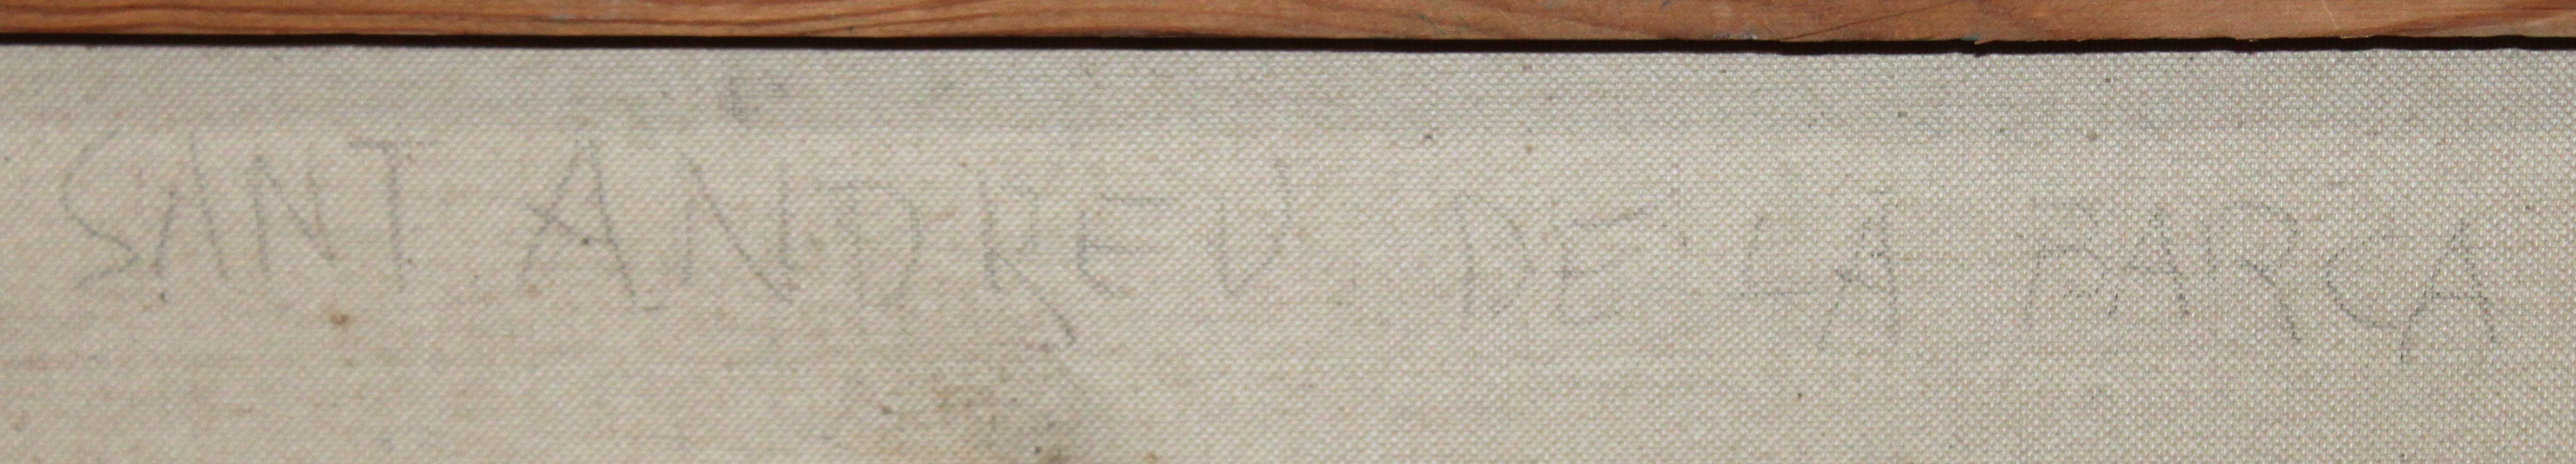 SANT ANDREU DE LA BARCA